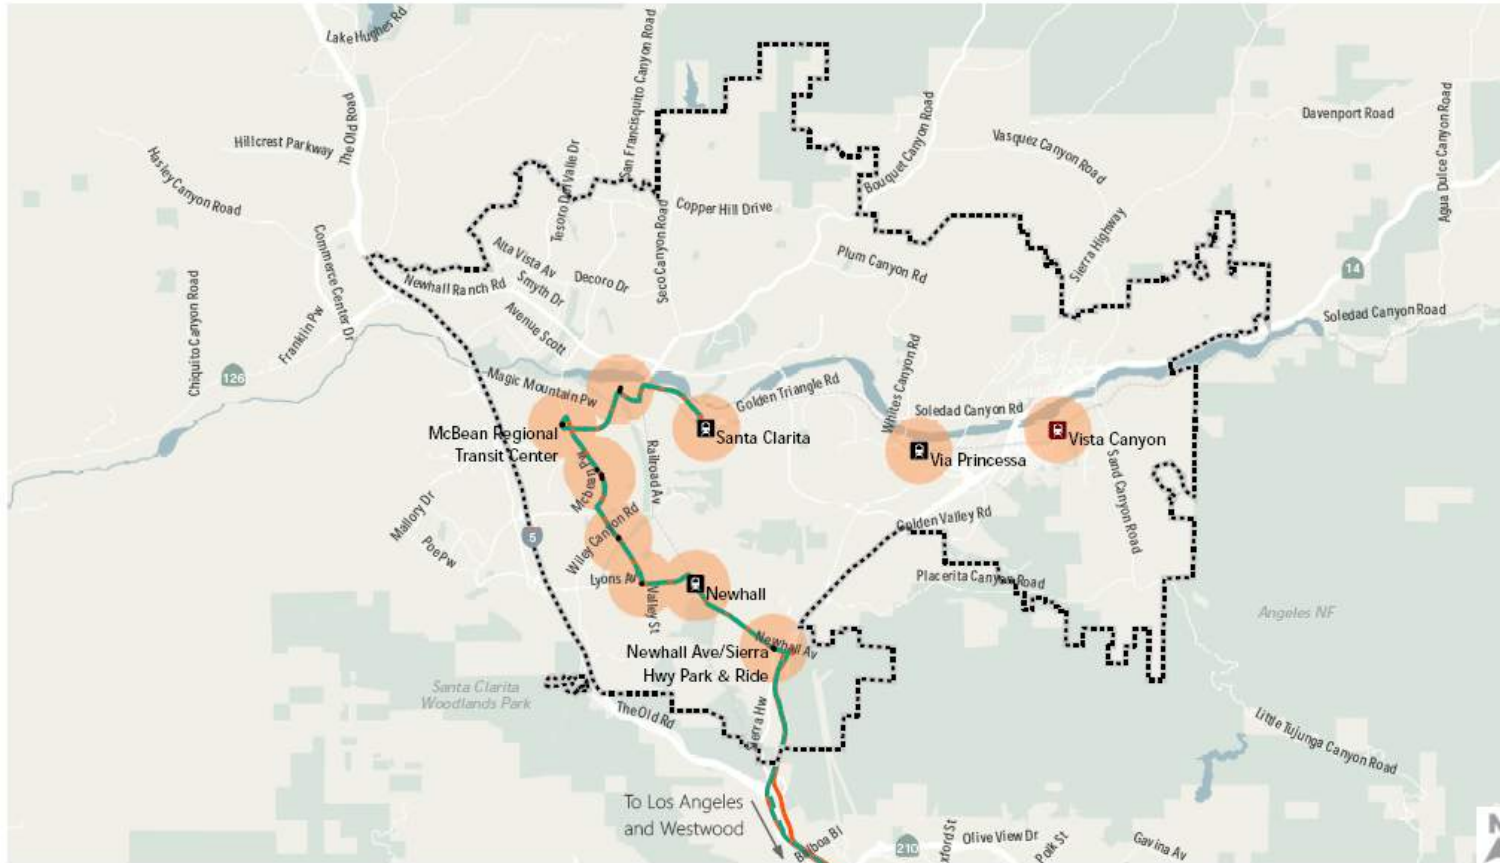 Lake Hughes Rd
The Old Road
San Francisquito Canyon Road
Hillcrest Parkway
Hasley Canyon Road
Tesoro Del Valle Dr
Bouquet Canyon Road
Vasquez Canyon Road
Davenport Road
Agua Dulce Canyon Road
Copper Hill Drive
Seco Canyon Road
Commerce Center Dr
Alta Vista Av
Smyth Dr
Decoro Dr
Plum Canyon Rd
Sierra Highway
14
Newhall Ranch Rd
Avenue Scott
Soledad Canyon Road
Chiquito Canyon Road
Franklin Pw
126
Magic Mountain Pw
Golden Triangle Rd
Whites Canyon Rd
Soledad Canyon Rd
McBean Regional
Transit Center
Santa Clarita
Via Princessa
Vista Canyon
Mcbean Pw
Railroad Av
Sand Canyon Road
Mallory Dr
Poe Pw
5
Wiley Canyon Rd
Golden Valley Rd
Lyons Av
Valley St
Newhall
Placerita Canyon Road
Angeles NF
Newhall Av
Newhall Ave/Sierra
Hwy Park & Ride
Santa Clarita
Woodlands Park
The Old Rd
Little Tujunga Canyon Road
To Los Angeles
and Westwood
Balboa Bl
210
Olive View Dr
Polk St
Gavina Av
N